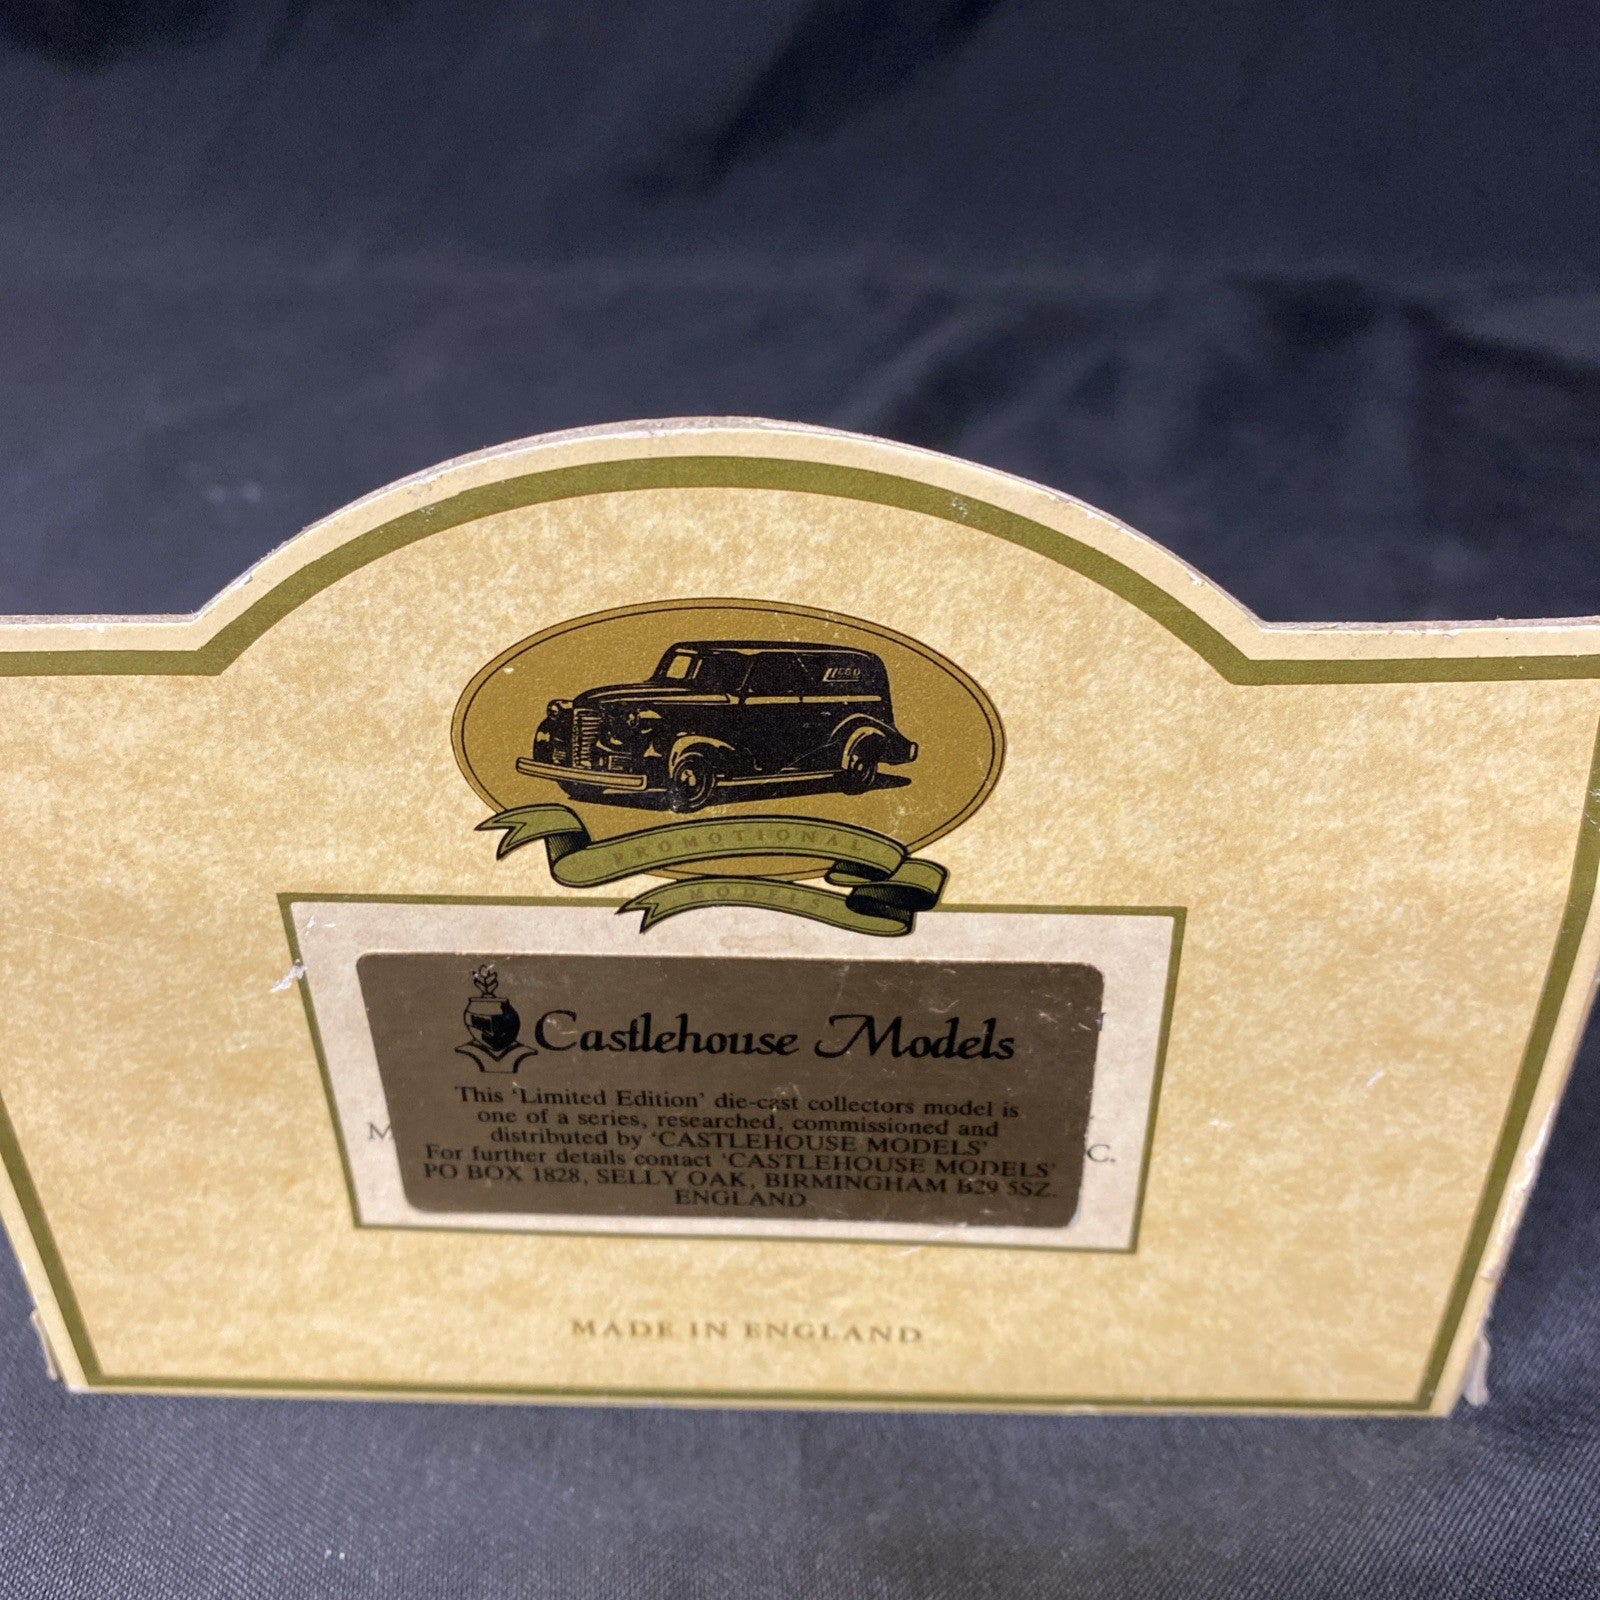 LLEDO
PROMOTIONAL
MODELS
Castlehouse Models
This 'Limited Edition' die-cast collectors model is
one of a series, researched, commissioned and
distributed by 'CASTLEHOUSE MODELS'
For further details contact 'CASTLEHOUSE MODELS'
PO BOX 1828, SELLY OAK, BIRMINGHAM B29 5SZ.
ENGLAND
M
C.
MADE IN ENGLAND